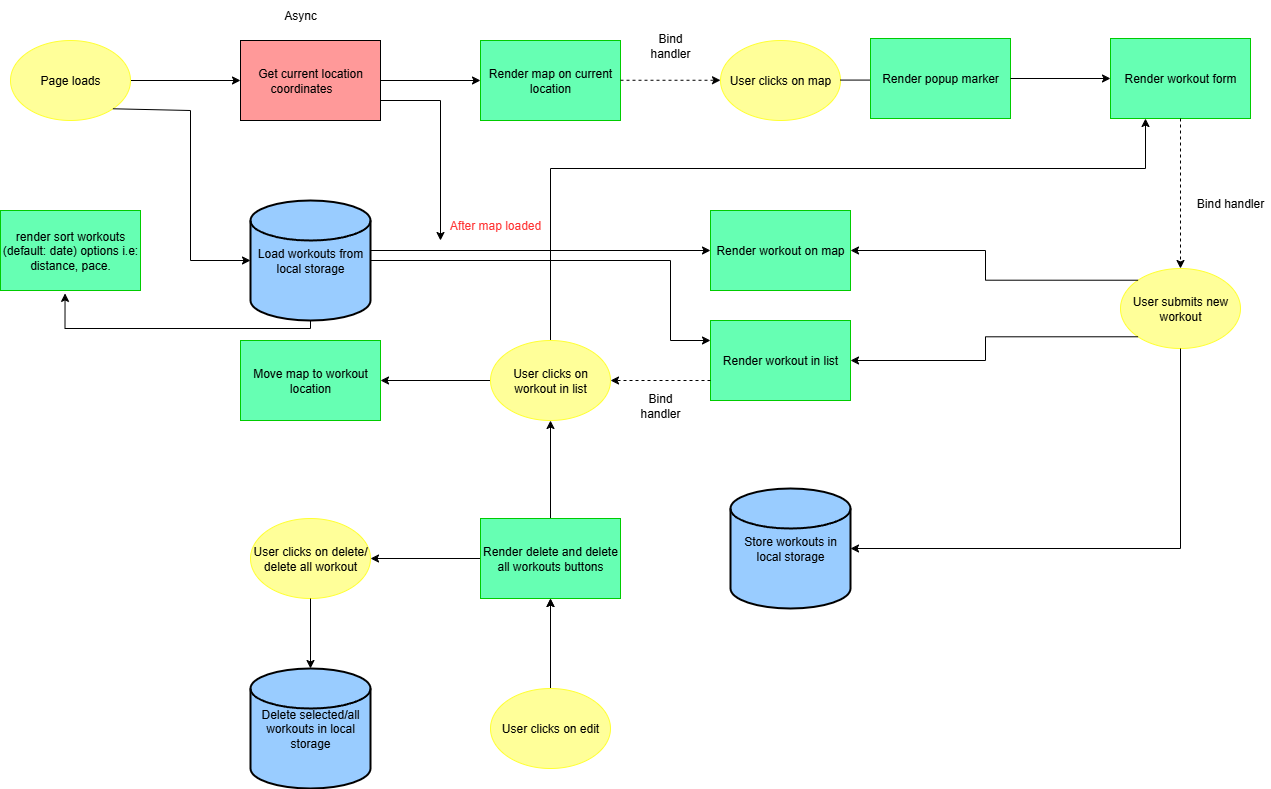 Async
Page loads
Get current location
coordinates
Render map on current
location
Bind
handler
User clicks on map
Render popup marker
Render workout form
Bind handler
render sort workouts
(default: date) options i.e:
distance, pace.
Load workouts from
local storage
After map loaded
Render workout on map
User submits new
workout
Move map to workout
location
User clicks on
workout in list
Bind
handler
Render workout in list
Store workouts in
local storage
User clicks on delete/
delete all workout
Render delete and delete
all workouts buttons
Delete selected/all
workouts in local
storage
User clicks on edit